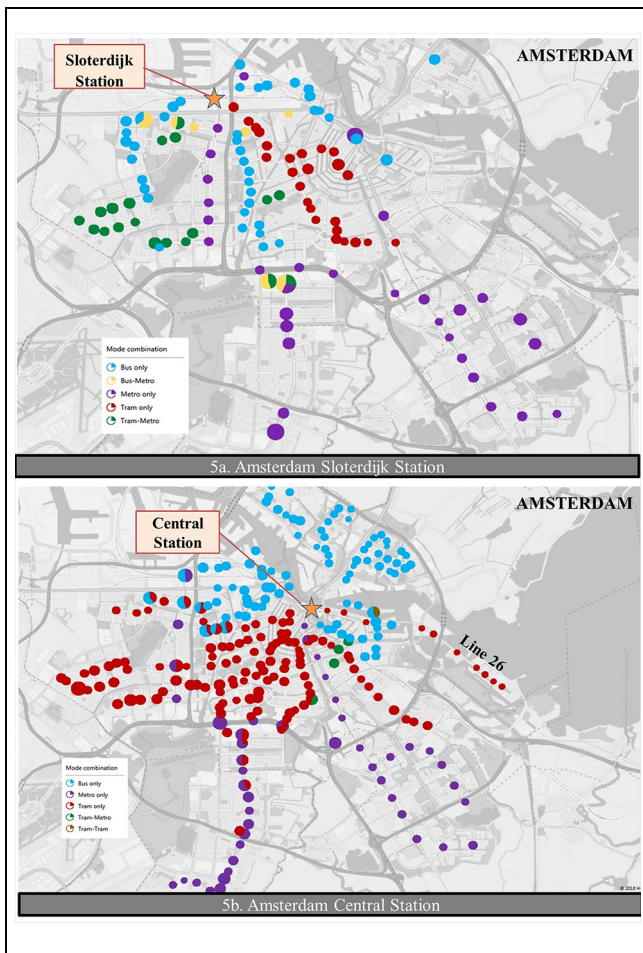 AMSTERDAM
Sloterdijk
Station
Mode combination
Bus only
Bus-Metro
Metro only
Tram only
Tram-Metro
5a. Amsterdam Sloterdijk Station
AMSTERDAM
Central
Station
Line 26
Mode combination
Bus only
Metro only
Tram only
Tram-Metro
Tram-Tram
© 2018 H
5b. Amsterdam Central Station